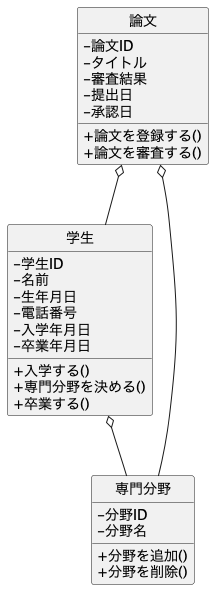 論文
-論文ID
-タイトル
-審査結果
-提出日
-承認日
+論文を登録する()
+論文を審査する()
学生
-学生ID
-名前
-生年月日
-電話番号
-入学年月日
-卒業年月日
+入学する()
+専門分野を決める()
+卒業する()
専門分野
-分野ID
-分野名
+分野を追加()
+分野を削除()